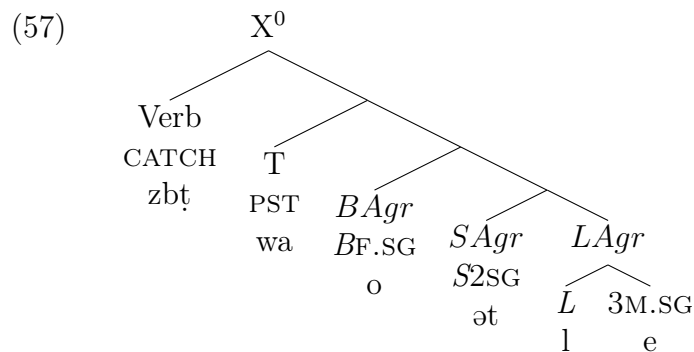 (57)
X⁰
Verb
CATCH
zbṭ
T
PST
wa
BAgr
BF.SG
o
SAgr
S2SG
ət
LAgr
L
l
3M.SG
e